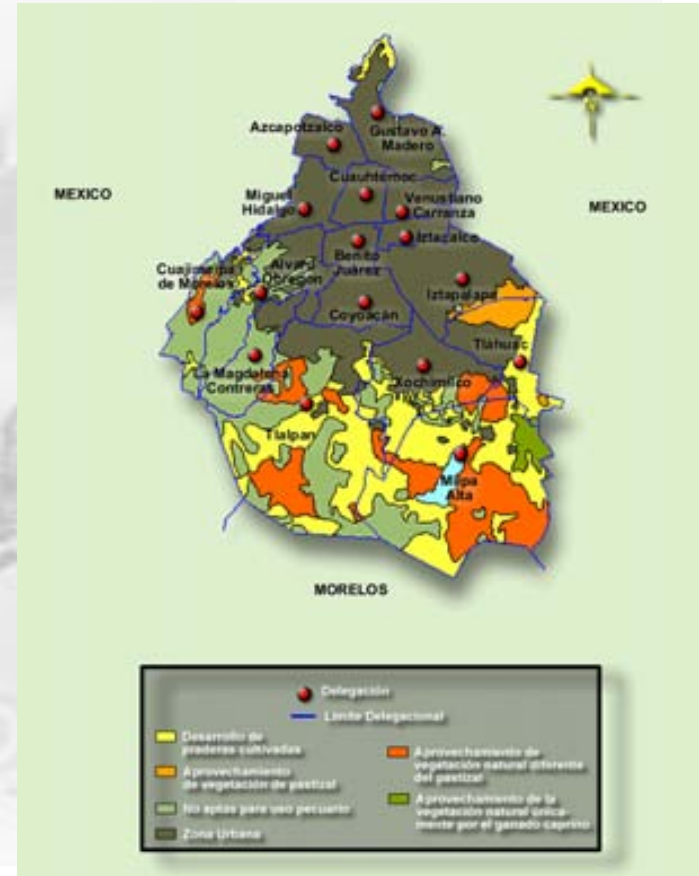 Azcapotzalco
Gustavo A.
Madero
Cuauhtémoc
MEXICO
Miguel
Hidalgo
Venustiano
Carranza
MEXICO
Iztacalco
Benito
Juárez
Cuajimalpa
de Morelos
Alvaro
Obregón
Iztapalapa
Coyoacán
Tláhuac
La Magdalena
Contreras
Xochimilco
Tlalpan
Milpa
Alta
MORELOS
Delegación
Límite Delegacional
Desarrollo de
praderas cultivadas
Aprovechamiento
de vegetación de pastizal
No aptas para uso pecuario
Zona Urbana
Aprovechamiento de
vegetación natural diferente
del pastizal
Aprovechamiento de la
vegetación natural única-
mente por el ganado caprino